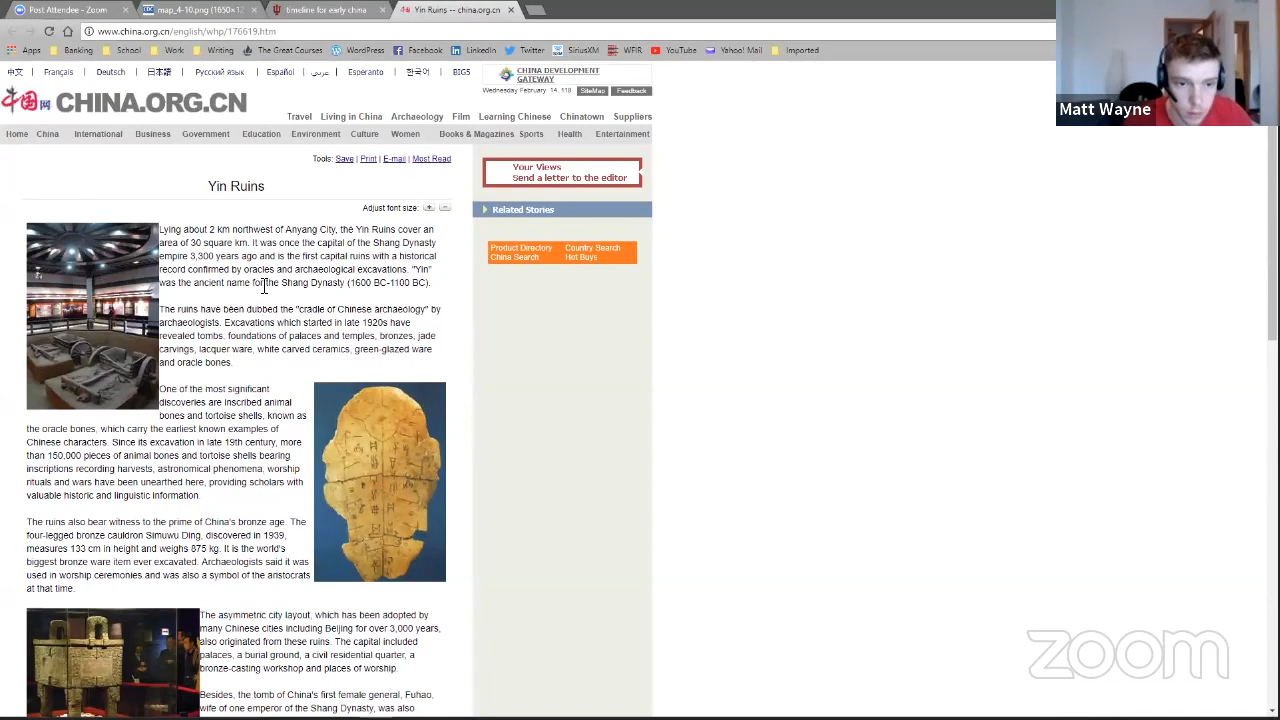 Post Attendee - Zoom
map_4-10.png (1650×12
timeline for early china
Yin Ruins -- china.org.cn
www.china.org.cn/english/whp/176619.htm
Apps Banking School Work Writing The Great Courses WordPress Facebook LinkedIn Twitter SiriusXM WFIR YouTube Yahoo! Mail Imported
Matt Wayne
中文 | Français | Deutsch | 日本語 | Русский язык | Español | عربي | Esperanto | 한국어 | BIG5
CHINA DEVELOPMENT
GATEWAY
Wednesday February 14, 118 SiteMap Feedback
中国网 CHINA.ORG.CN
Travel Living in China Archaeology Film Learning Chinese Chinatown Suppliers
Home China International Business Government Education Environment Culture Women Books & Magazines Sports Health Entertainment
Tools: Save | Print | E-mail | Most Read
Your Views
Send a letter to the editor
Yin Ruins
Adjust font size: + -
Related Stories
Product Directory Country Search
China Search Hot Buys
Lying about 2 km northwest of Anyang City, the Yin Ruins cover an
area of 30 square km. It was once the capital of the Shang Dynasty
empire 3,300 years ago and is the first capital ruins with a historical
record confirmed by oracles and archaeological excavations. "Yin"
was the ancient name for the Shang Dynasty (1600 BC-1100 BC).
The ruins have been dubbed the "cradle of Chinese archaeology" by
archaeologists. Excavations which started in late 1920s have
revealed tombs, foundations of palaces and temples, bronzes, jade
carvings, lacquer ware, white carved ceramics, green-glazed ware
and oracle bones.
One of the most significant
discoveries are inscribed animal
bones and tortoise shells, known as
the oracle bones, which carry the earliest known examples of
Chinese characters. Since its excavation in late 19th century, more
than 150,000 pieces of animal bones and tortoise shells bearing
inscriptions recording harvests, astronomical phenomena, worship
rituals and wars have been unearthed here, providing scholars with
valuable historic and linguistic information.
The ruins also bear witness to the prime of China's bronze age. The
four-legged bronze cauldron Simuwu Ding, discovered in 1939,
measures 133 cm in height and weighs 875 kg. It is the world's
biggest bronze ware item ever excavated. Archaeologists said it was
used in worship ceremonies and was also a symbol of the aristocrats
at that time.
The asymmetric city layout, which has been adopted by
many Chinese cities including Beijing for over 3,000 years,
also originated from these ruins. The capital included
palaces, a burial ground, a civil residential quarter, a
bronze-casting workshop and places of worship.
Besides, the tomb of China's first female general, Fuhao,
wife of one emperor of the Shang Dynasty, was also
zoom